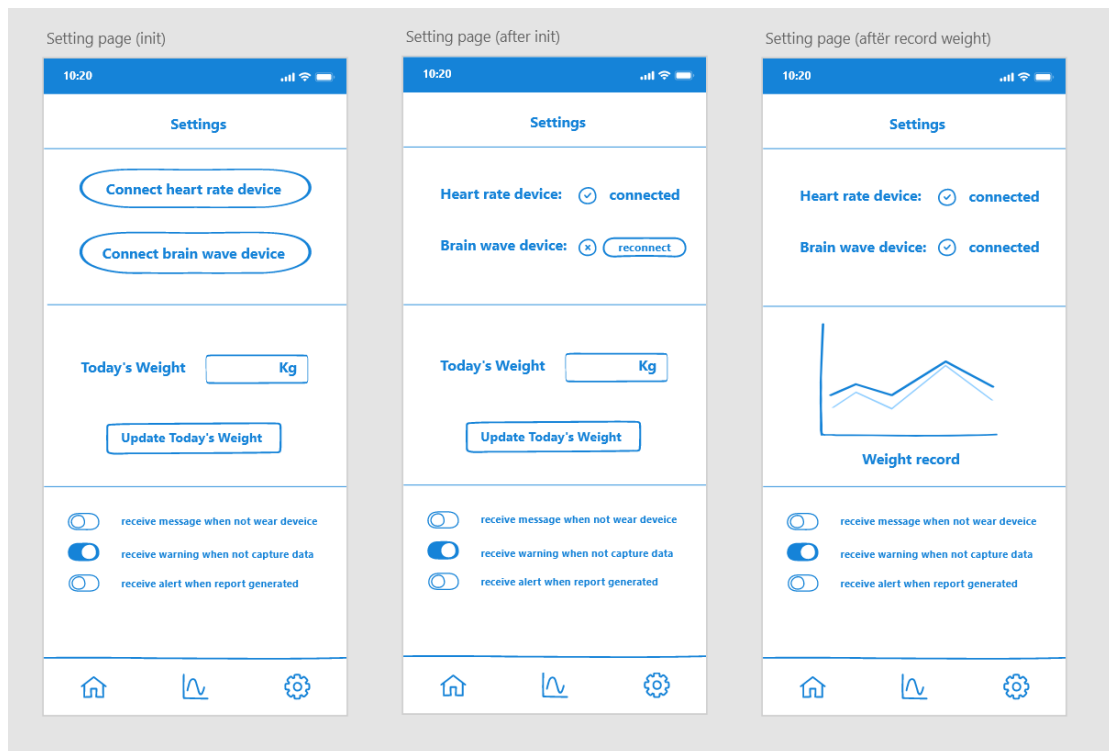 Setting page (init)
10:20
Settings
Connect heart rate device
Connect brain wave device
Today's Weight
Kg
Update Today's Weight
receive message when not wear deveice
receive warning when not capture data
receive alert when report generated
Setting page (after init)
10:20
Settings
Heart rate device: connected
Brain wave device: reconnect
Today's Weight
Kg
Update Today's Weight
receive message when not wear deveice
receive warning when not capture data
receive alert when report generated
Setting page (aftër record weight)
10:20
Settings
Heart rate device: connected
Brain wave device: connected
Weight record
receive message when not wear deveice
receive warning when not capture data
receive alert when report generated